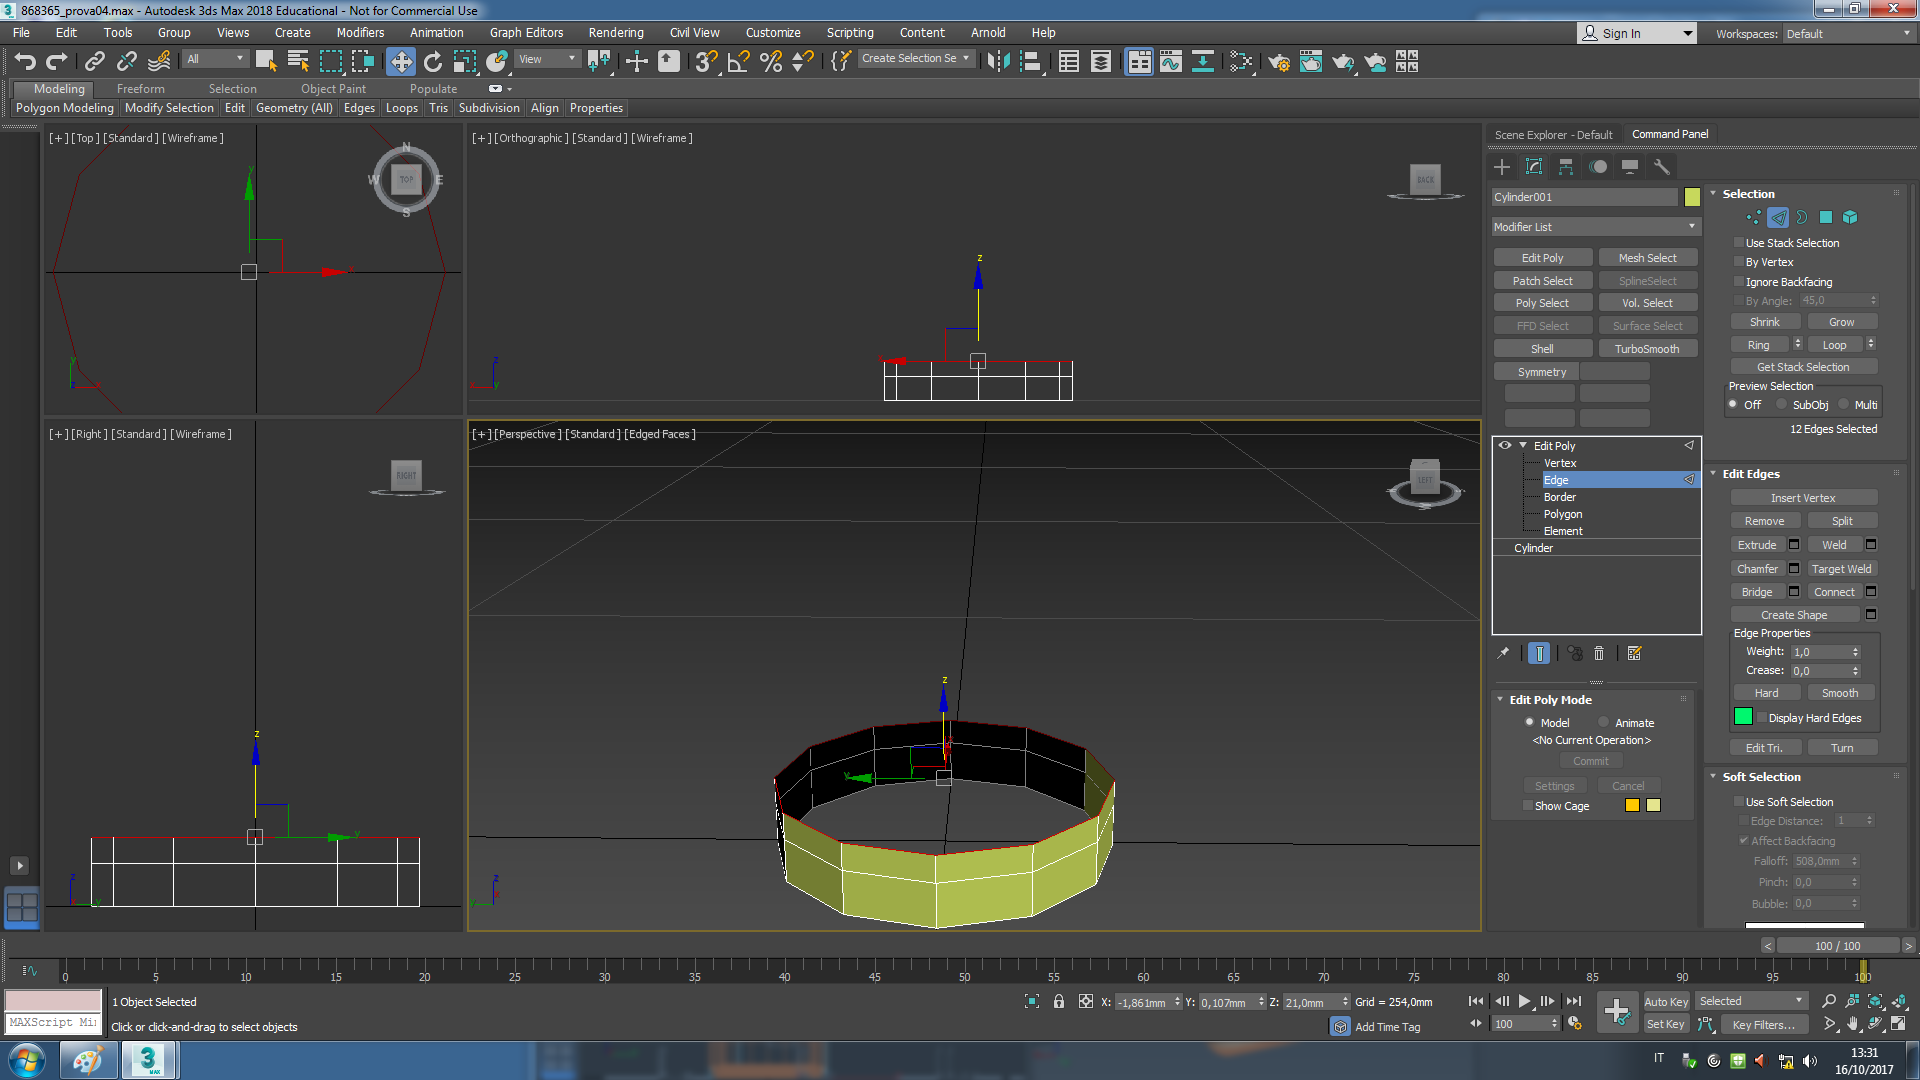 868365_prova04.max - Autodesk 3ds Max 2018 Educational - Not for Commercial Use
File Edit Tools Group Views Create Modifiers Animation Graph Editors Rendering Civil View Customize Scripting Content Arnold Help
Sign In Workspaces: Default
All View Create Selection Se
Modeling Freeform Selection Object Paint Populate
Polygon Modeling Modify Selection Edit Geometry (All) Edges Loops Tris Subdivision Align Properties
[+] [Top] [Standard] [Wireframe]
N
W TOP E
S
y
y
z
[+] [Orthographic] [Standard] [Wireframe]
BACK
z
z
y
[+] [Right] [Standard] [Wireframe]
RIGHT
z
y
z
y
[+] [Perspective] [Standard] [Edged Faces]
LEFT
z
y
z
y
Scene Explorer - Default Command Panel
Cylinder001
Modifier List
Edit Poly Mesh Select
Patch Select SplineSelect
Poly Select Vol. Select
FFD Select Surface Select
Shell TurboSmooth
Symmetry
Edit Poly
Vertex
Edge
Border
Polygon
Element
Cylinder
Edit Poly Mode
Model Animate
<No Current Operation>
Commit
Settings Cancel
Show Cage
Selection
Use Stack Selection
By Vertex
Ignore Backfacing
By Angle: 45,0
Shrink Grow
Ring Loop
Get Stack Selection
Preview Selection
Off SubObj Multi
12 Edges Selected
Edit Edges
Insert Vertex
Remove Split
Extrude Weld
Chamfer Target Weld
Bridge Connect
Create Shape
Edge Properties
Weight: 1,0
Crease: 0,0
Hard Smooth
Display Hard Edges
Edit Tri. Turn
Soft Selection
Use Soft Selection
Edge Distance: 1
Affect Backfacing
Falloff: 508,0mm
Pinch: 0,0
Bubble: 0,0
< 100 / 100 >
0 5 10 15 20 25 30 35 40 45 50 55 60 65 70 75 80 85 90 95 100
1 Object Selected X: -1,861mm Y: 0,107mm Z: 21,0mm Grid = 254,0mm Auto Key Selected
MAXScript Mi Click or click-and-drag to select objects Add Time Tag 100 Set Key Key Filters...
3 MAX
IT 13:31
16/10/2017